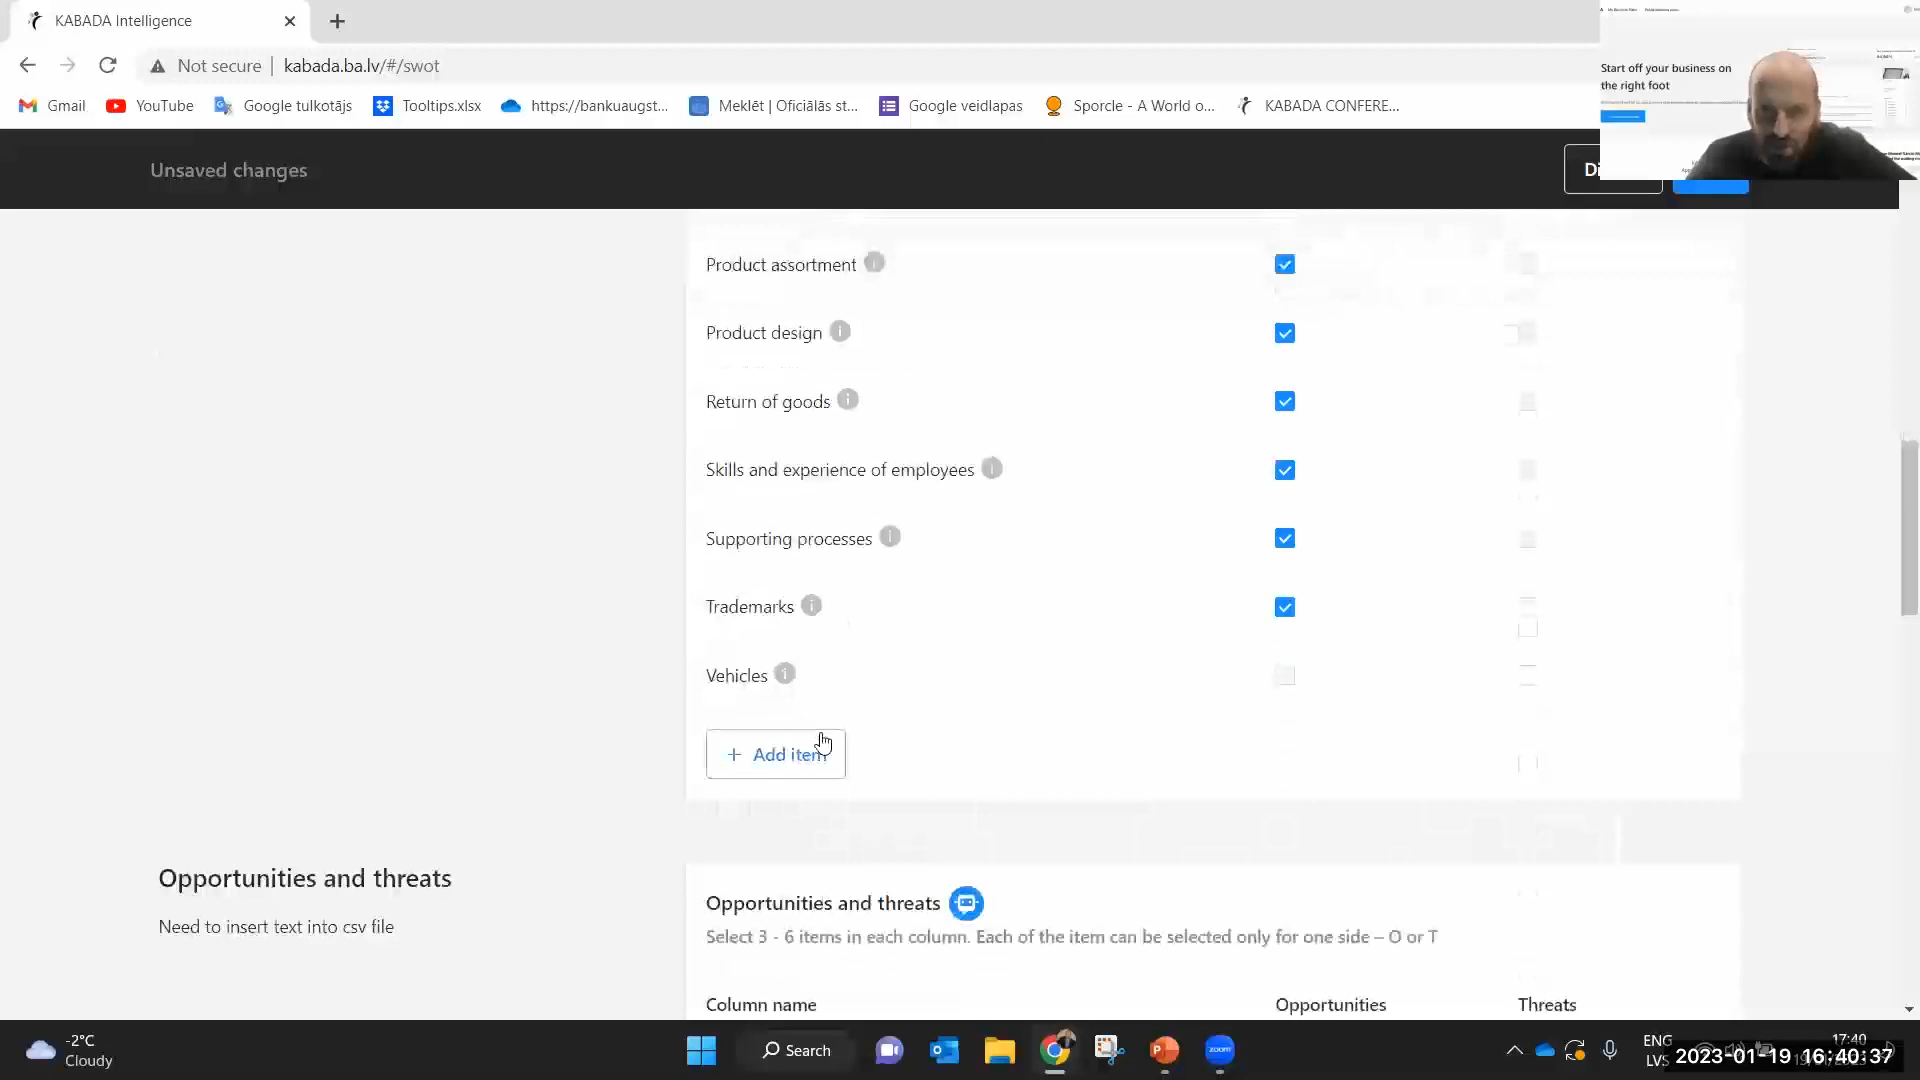 KABADA Intelligence
Not secure
kabada.ba.lv/#/swot
Gmail
YouTube
Google tulkotājs
Tooltips.xlsx
https://bankuaugst...
Meklēt | Oficiālās st...
Google veidlapas
Sporcle - A World o...
KABADA CONFERE...
Start off your business on
the right foot
Unsaved changes
Product assortment
Product design
Return of goods
Skills and experience of employees
Supporting processes
Trademarks
Vehicles
+ Add item
Opportunities and threats
Need to insert text into csv file
Opportunities and threats
Select 3 - 6 items in each column. Each of the item can be selected only for one side – O or T
Column name
Opportunities
Threats
-2°C
Cloudy
Search
zoom
ENG
LVS
17:40
2023-01-19 16:40:37